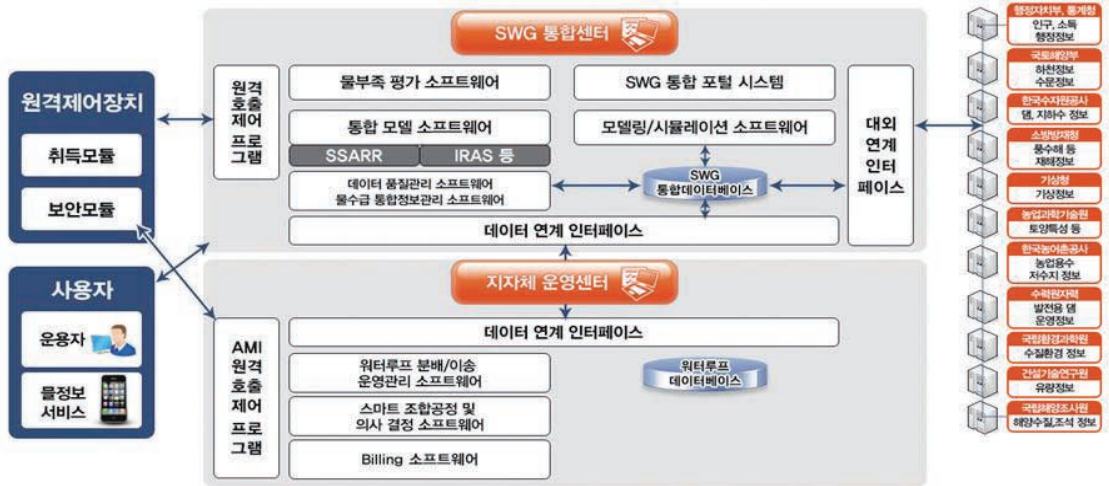 SWG 통합센터
원격제어장치
취득모듈
보안모듈
사용자
운용자
물정보
서비스
원
격
호
출
제
어
프
로
그
램
물부족 평가 소프트웨어
통합 모델 소프트웨어
SSARR
IRAS 등
데이터 품질관리 소프트웨어
물수급 통합정보관리 소프트웨어
SWG 통합 포털 시스템
모델링/시뮬레이션 소프트웨어
SWG
통합데이터베이스
데이터 연계 인터페이스
대외
연계
인터
페이스
지자체 운영센터
데이터 연계 인터페이스
AMI
원
격
호
출
제
어
프
로
그
램
워터루프 분배/이송
운영관리 소프트웨어
스마트 조합공정 및
의사 결정 소프트웨어
Billing 소프트웨어
워터루프
데이터베이스
행정자치부, 통계청
인구, 소득
행정정보
국토해양부
하천정보
수문정보
한국수자원공사
댐, 지하수 정보
소방방재청
풍수해 등
재해정보
기상청
기상정보
농업과학기술원
토양특성 등
한국농어촌공사
농업용수
저수지 정보
수력원자력
발전용 댐
운영정보
국립환경과학원
수질환경 정보
건설기술연구원
유량정보
국립해양조사원
해양수질,조석 정보